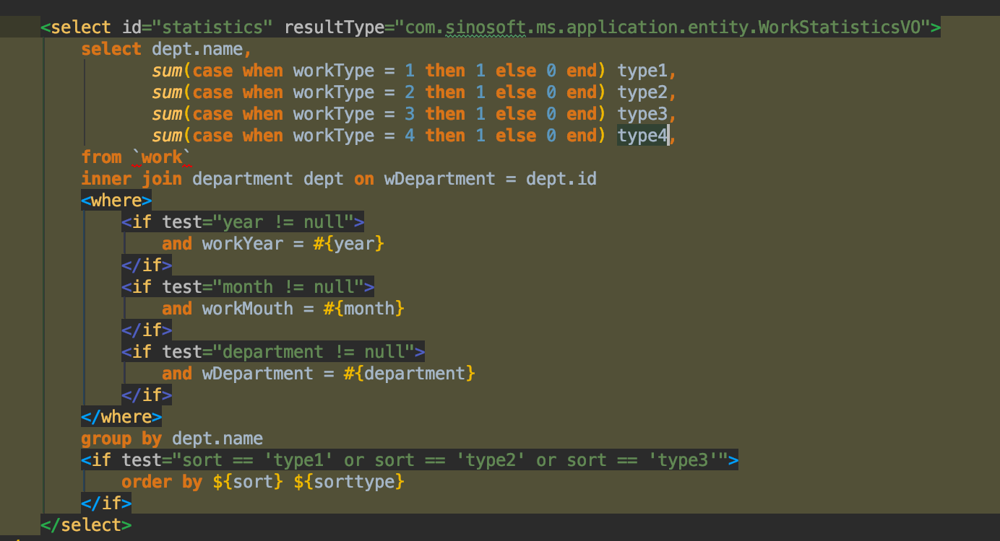 <select id="statistics" resultType="com.sinosoft.ms.application.entity.WorkStatisticsVO">
    select dept.name,
           sum(case when workType = 1 then 1 else 0 end) type1,
           sum(case when workType = 2 then 1 else 0 end) type2,
           sum(case when workType = 3 then 1 else 0 end) type3,
           sum(case when workType = 4 then 1 else 0 end) type4,
    from `work`
    inner join department dept on wDepartment = dept.id
    <where>
        <if test="year != null">
            and workYear = #{year}
        </if>
        <if test="month != null">
            and workMouth = #{month}
        </if>
        <if test="department != null">
            and wDepartment = #{department}
        </if>
    </where>
    group by dept.name
    <if test="sort == 'type1' or sort == 'type2' or sort == 'type3'">
        order by ${sort} ${sorttype}
    </if>
</select>